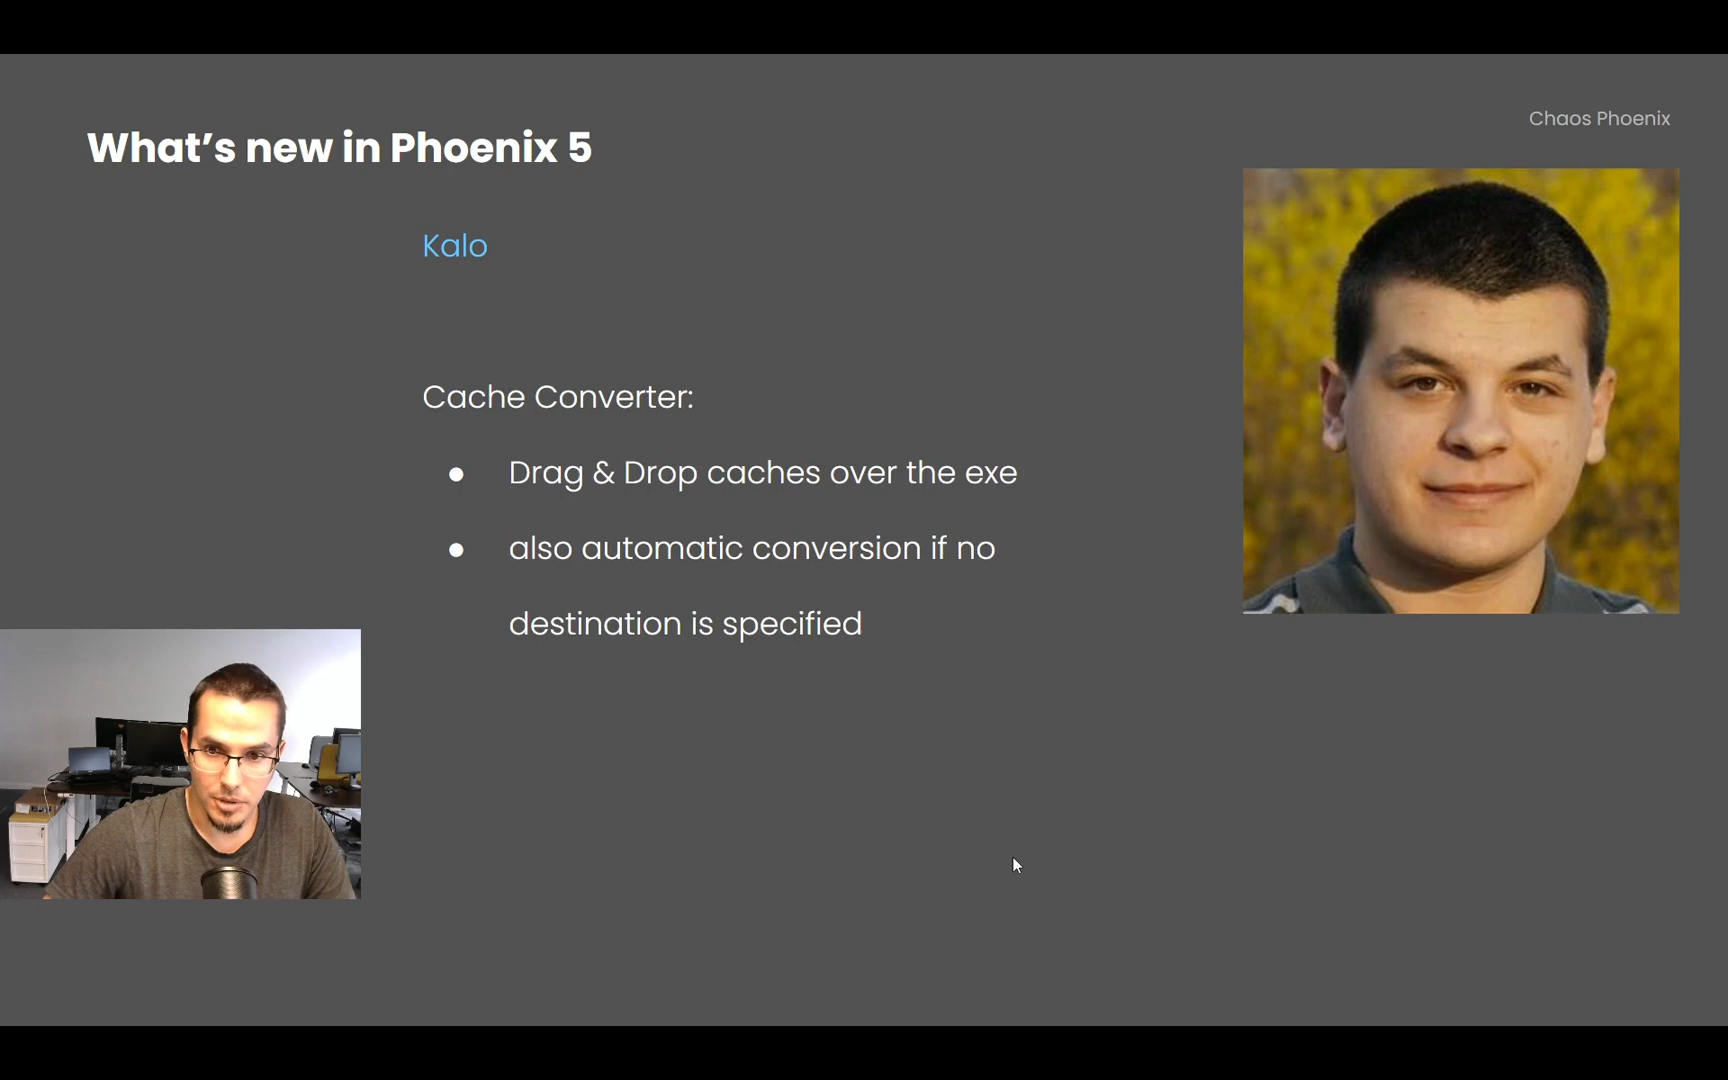 Chaos Phoenix
What’s new in Phoenix 5
Kalo
Cache Converter:
● Drag & Drop caches over the exe
● also automatic conversion if no
destination is specified